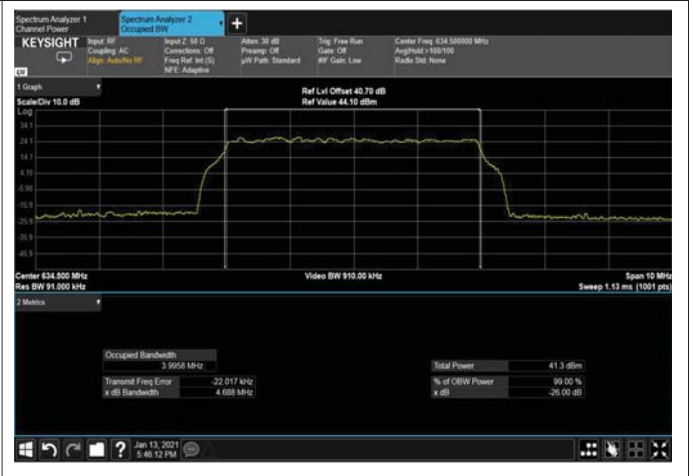 Spectrum Analyzer 1
Channel Power
Spectrum Analyzer 2
Occupied BW
+
KEYSIGHT
Input: RF
Coupling: AC
Align: Auto/No RF
Input Z: 50 Ω
Corrections: Off
Freq Ref: Int (S)
NFE: Adaptive
Atten: 30 dB
Preamp: Off
µW Path: Standard
Trig: Free Run
Gate: Off
#IF Gain: Low
Center Freq: 634.500000 MHz
Avg|Hold:>100/100
Radio Std: None
1 Graph
Scale/Div 10.0 dB
Ref Lvl Offset 40.70 dB
Ref Value 44.10 dBm
Log
34.1
24.1
14.1
4.10
-5.90
-15.9
-25.9
-35.9
-45.9
Center 634.500 MHz
Res BW 91.000 kHz
Video BW 910.00 kHz
Span 10 MHz
Sweep 1.13 ms (1001 pts)
2 Metrics
Occupied Bandwidth
3.9958 MHz
Transmit Freq Error -22.017 kHz
x dB Bandwidth 4.688 MHz
Total Power 41.3 dBm
% of OBW Power 99.00 %
x dB -26.00 dB
?
Jan 13, 2021
5:46:12 PM